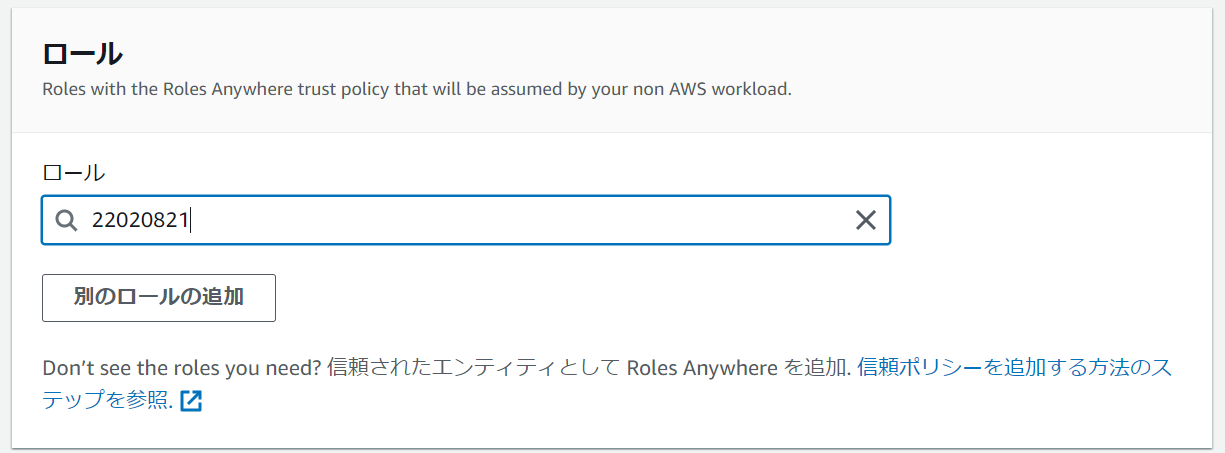 ロール
Roles with the Roles Anywhere trust policy that will be assumed by your non AWS workload.
ロール
22020821
別のロールの追加
Don’t see the roles you need? 信頼されたエンティティとして Roles Anywhere を追加. 信頼ポリシーを追加する方法のス
テップを参照.